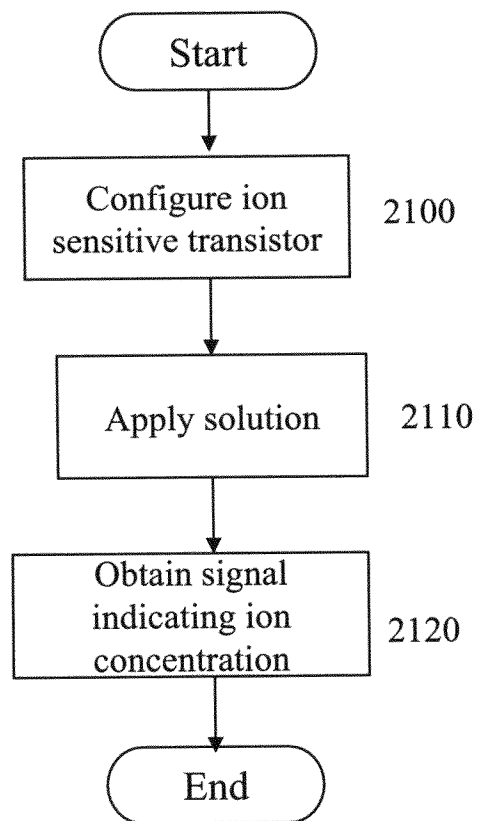 Start
Configure ion
sensitive transistor
2100
Apply solution
2110
Obtain signal
indicating ion
concentration
2120
End